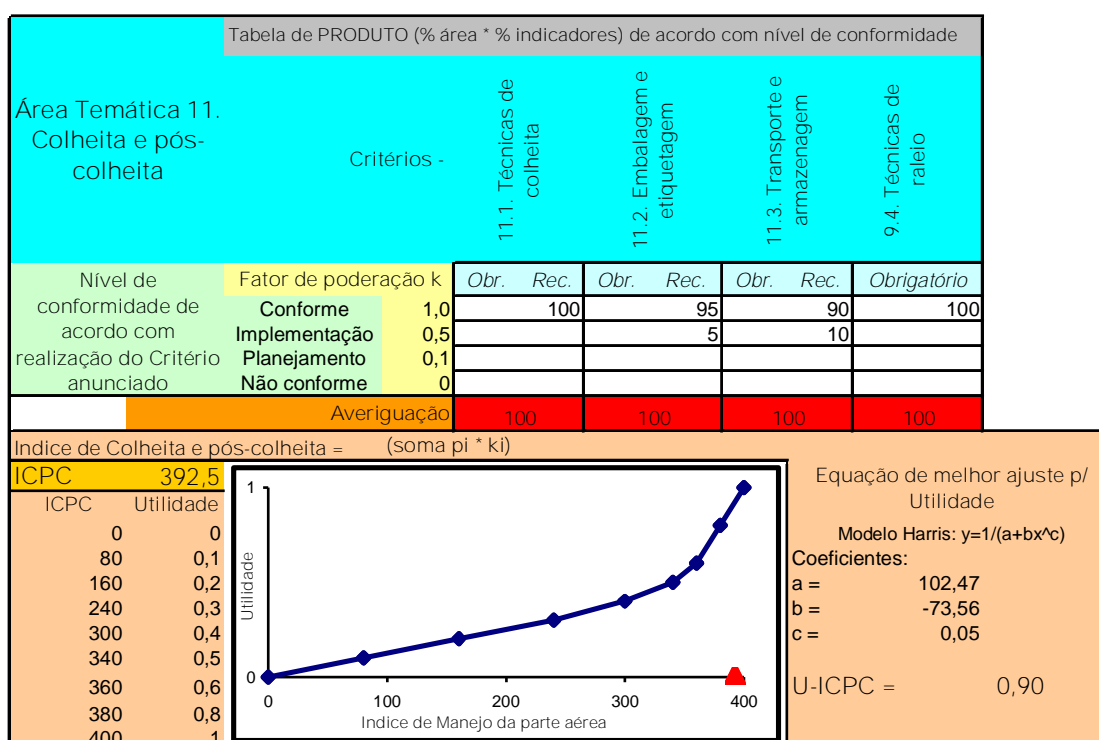 Tabela de PRODUTO (% área * % indicadores) de acordo com nível de conformidade
Área Temática 11.
Colheita e pós-
colheita
Critérios -
11.1. Técnicas de
colheita
11.2. Embalagem e
etiquetagem
11.3. Transporte e
armazenagem
9.4. Técnicas de
raleio
Nível de
conformidade de
acordo com
realização do Critério
anunciado
Fator de poderação k Obr. Rec. Obr. Rec. Obr. Rec. Obrigatório
Conforme 1,0 100 95 90 100
Implementação 0,5 5 10
Planejamento 0,1
Não conforme 0
Averiguação 100 100 100 100
Indice de Colheita e pós-colheita = (soma pi * ki)
ICPC 392,5
ICPC Utilidade
0 0
80 0,1
160 0,2
240 0,3
300 0,4
340 0,5
360 0,6
380 0,8
400 1
1
0
Utilidade
0 100 200 300 400
Indice de Manejo da parte aérea
Equação de melhor ajuste p/
Utilidade
Modelo Harris: y=1/(a+bx^c)
Coeficientes:
a = 102,47
b = -73,56
c = 0,05
U-ICPC = 0,90